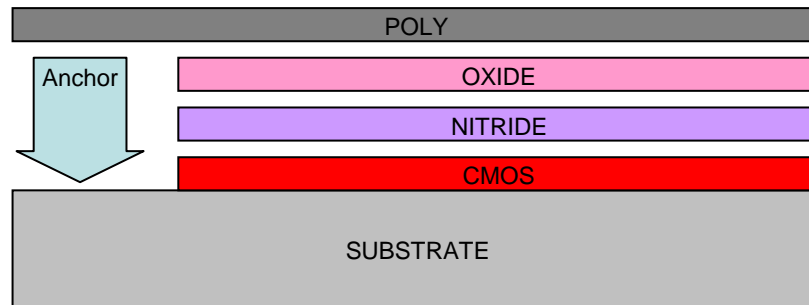 POLY
Anchor
OXIDE
NITRIDE
CMOS
SUBSTRATE